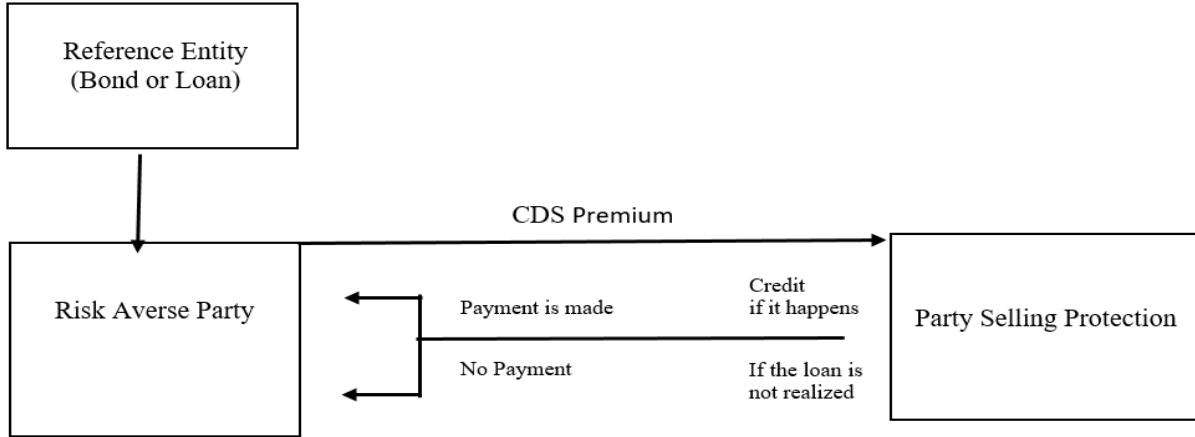 Reference Entity
(Bond or Loan)
CDS Premium
Risk Averse Party
Payment is made
Credit
if it happens
No Payment
If the loan is
not realized
Party Selling Protection